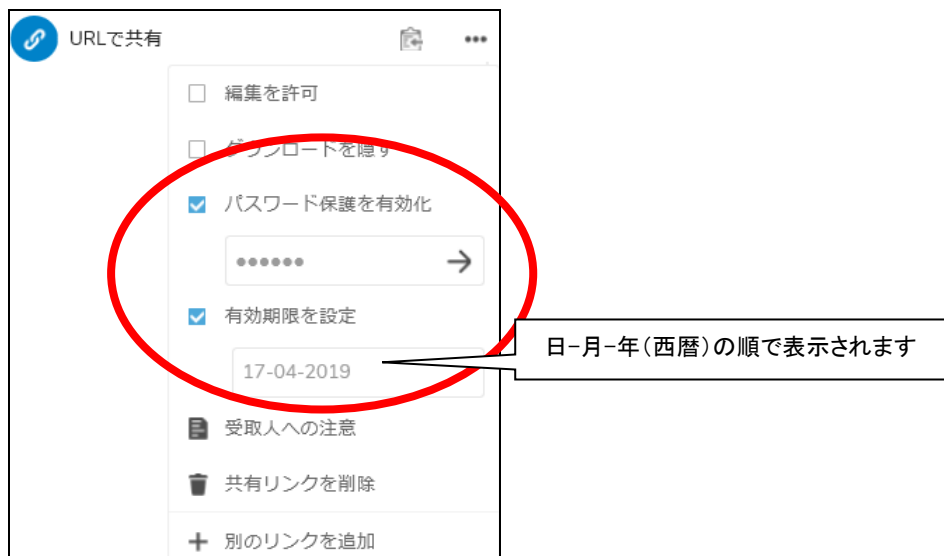 URLで共有
編集を許可
ダウンロードを隠す
パスワード保護を有効化
●●●●●●
有効期限を設定
日-月-年(西暦)の順で表示されます
17-04-2019
受取人への注意
共有リンクを削除
別のリンクを追加